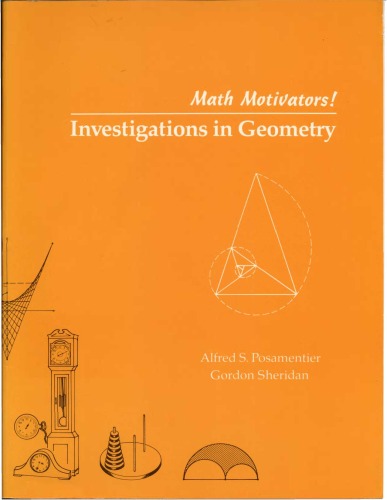 Math Motivators!
Investigations in Geometry
Alfred S. Posamentier
Gordon Sheridan